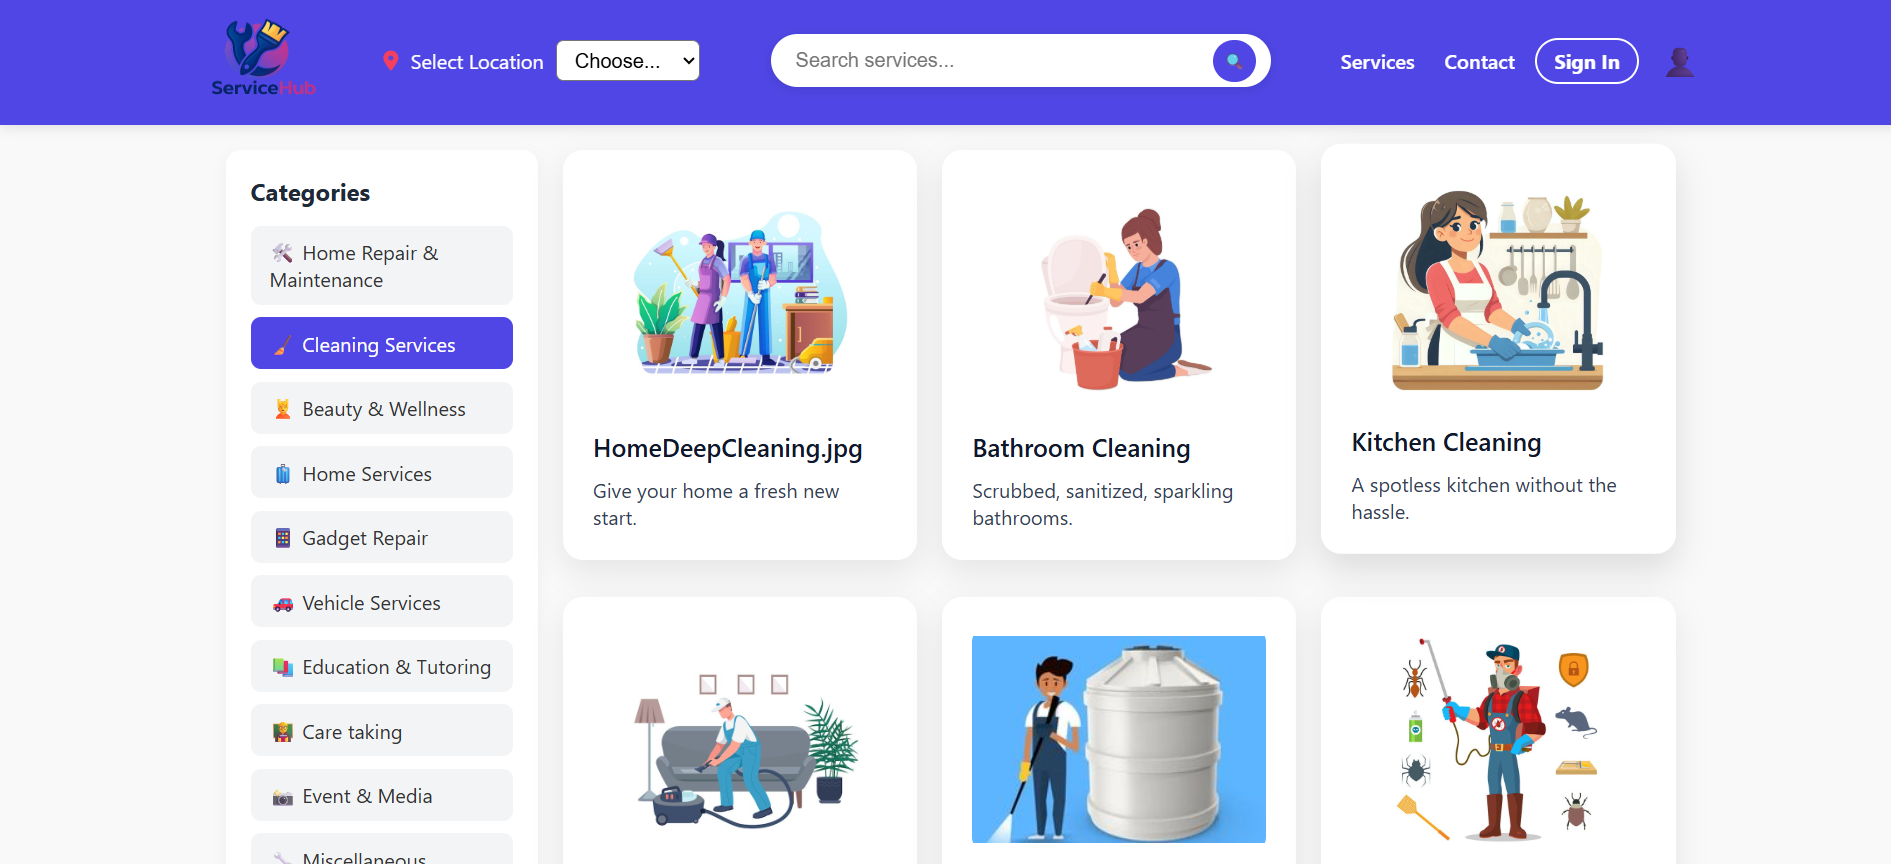 ServiceHub
Select Location
Choose...
Search services...
Services
Contact
Sign In
Categories
Home Repair &
Maintenance
Cleaning Services
Beauty & Wellness
Home Services
Gadget Repair
Vehicle Services
Education & Tutoring
Care taking
Event & Media
Miscellaneous
HomeDeepCleaning.jpg
Give your home a fresh new
start.
Bathroom Cleaning
Scrubbed, sanitized, sparkling
bathrooms.
Kitchen Cleaning
A spotless kitchen without the
hassle.